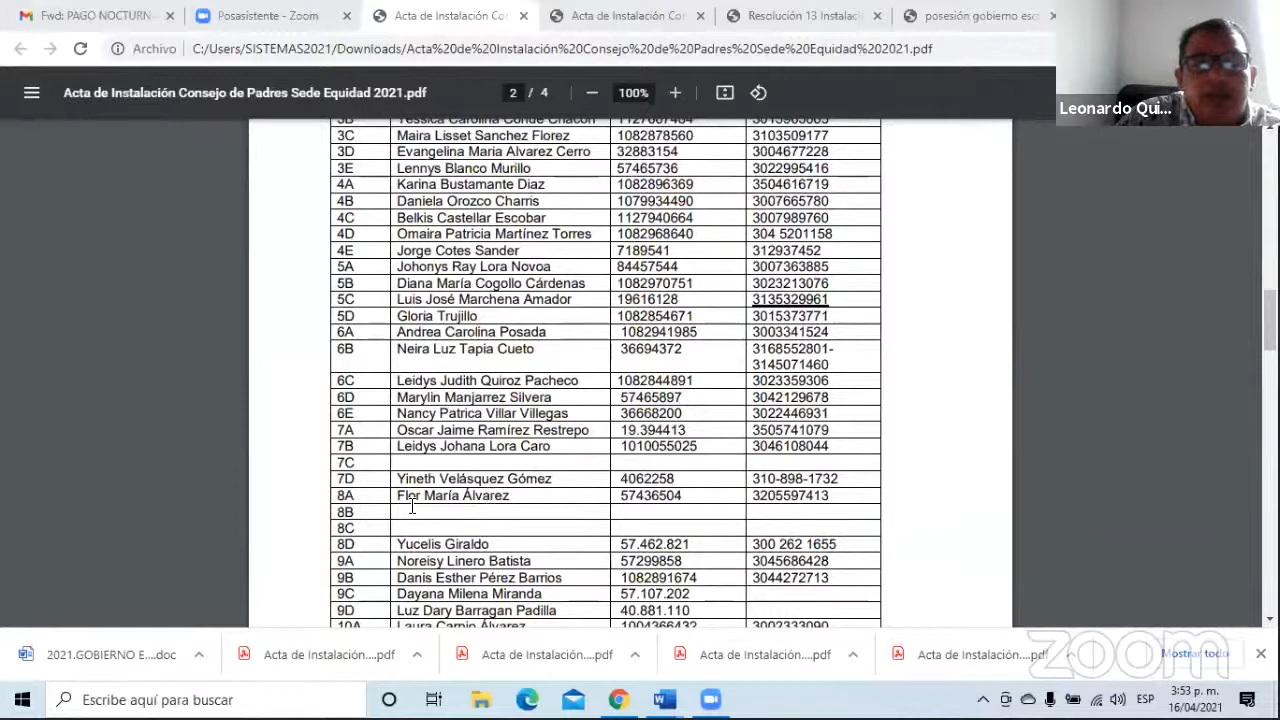 Fwd: PAGO NOCTURN
Posasistente - Zoom
Acta de Instalación Co
Acta de Instalación Co
Resolución 13 Instalaci
posesión gobierno esc
Archivo C:/Users/SISTEMAS2021/Downloads/Acta%20de%20Instalación%20Consejo%20de%20Padres%20Sede%20Equidad%202021.pdf
Acta de Instalación Consejo de Padres Sede Equidad 2021.pdf 2 / 4 100%
Leonardo Qui...
3C Maira Lisset Sanchez Florez 1082878560 3103509177
3D Evangelina Maria Alvarez Cerro 32883154 3004677228
3E Lennys Blanco Murillo 57465736 3022995416
4A Karina Bustamante Diaz 1082896369 3504616719
4B Daniela Orozco Charris 1079934490 3007665780
4C Belkis Castellar Escobar 1127940664 3007989760
4D Omaira Patricia Martínez Torres 1082968640 304 5201158
4E Jorge Cotes Sander 7189541 312937452
5A Johonys Ray Lora Novoa 84457544 3007363885
5B Diana María Cogollo Cárdenas 1082970751 3023213076
5C Luis José Marchena Amador 19616128 3135329961
5D Gloria Trujillo 1082854671 3015373771
6A Andrea Carolina Posada 1082941985 3003341524
6B Neira Luz Tapia Cueto 36694372 3168552801-
3145071460
6C Leidys Judith Quiroz Pacheco 1082844891 3023359306
6D Marylin Manjarrez Silvera 57465897 3042129678
6E Nancy Patrica Villar Villegas 36668200 3022446931
7A Oscar Jaime Ramírez Restrepo 19.394413 3505741079
7B Leidys Johana Lora Caro 1010055025 3046108044
7C
7D Yineth Velásquez Gómez 4062258 310-898-1732
8A Flor María Álvarez 57436504 3205597413
8B
8C
8D Yucelis Giraldo 57.462.821 300 262 1655
9A Noreisy Linero Batista 57299858 3045686428
9B Danis Esther Pérez Barrios 1082891674 3044272713
9C Dayana Milena Miranda 57.107.202
9D Luz Dary Barragan Padilla 40.881.110
10A Laura Carpio Álvarez 1004366432 3002333090
2021.GOBIERNO E....doc
Acta de Instalación....pdf
Acta de Instalación....pdf
Acta de Instalación....pdf
Acta de Instalación....pdf
Mostrar todo
zoom
Escribe aquí para buscar
ESP
3:53 p. m.
16/04/2021